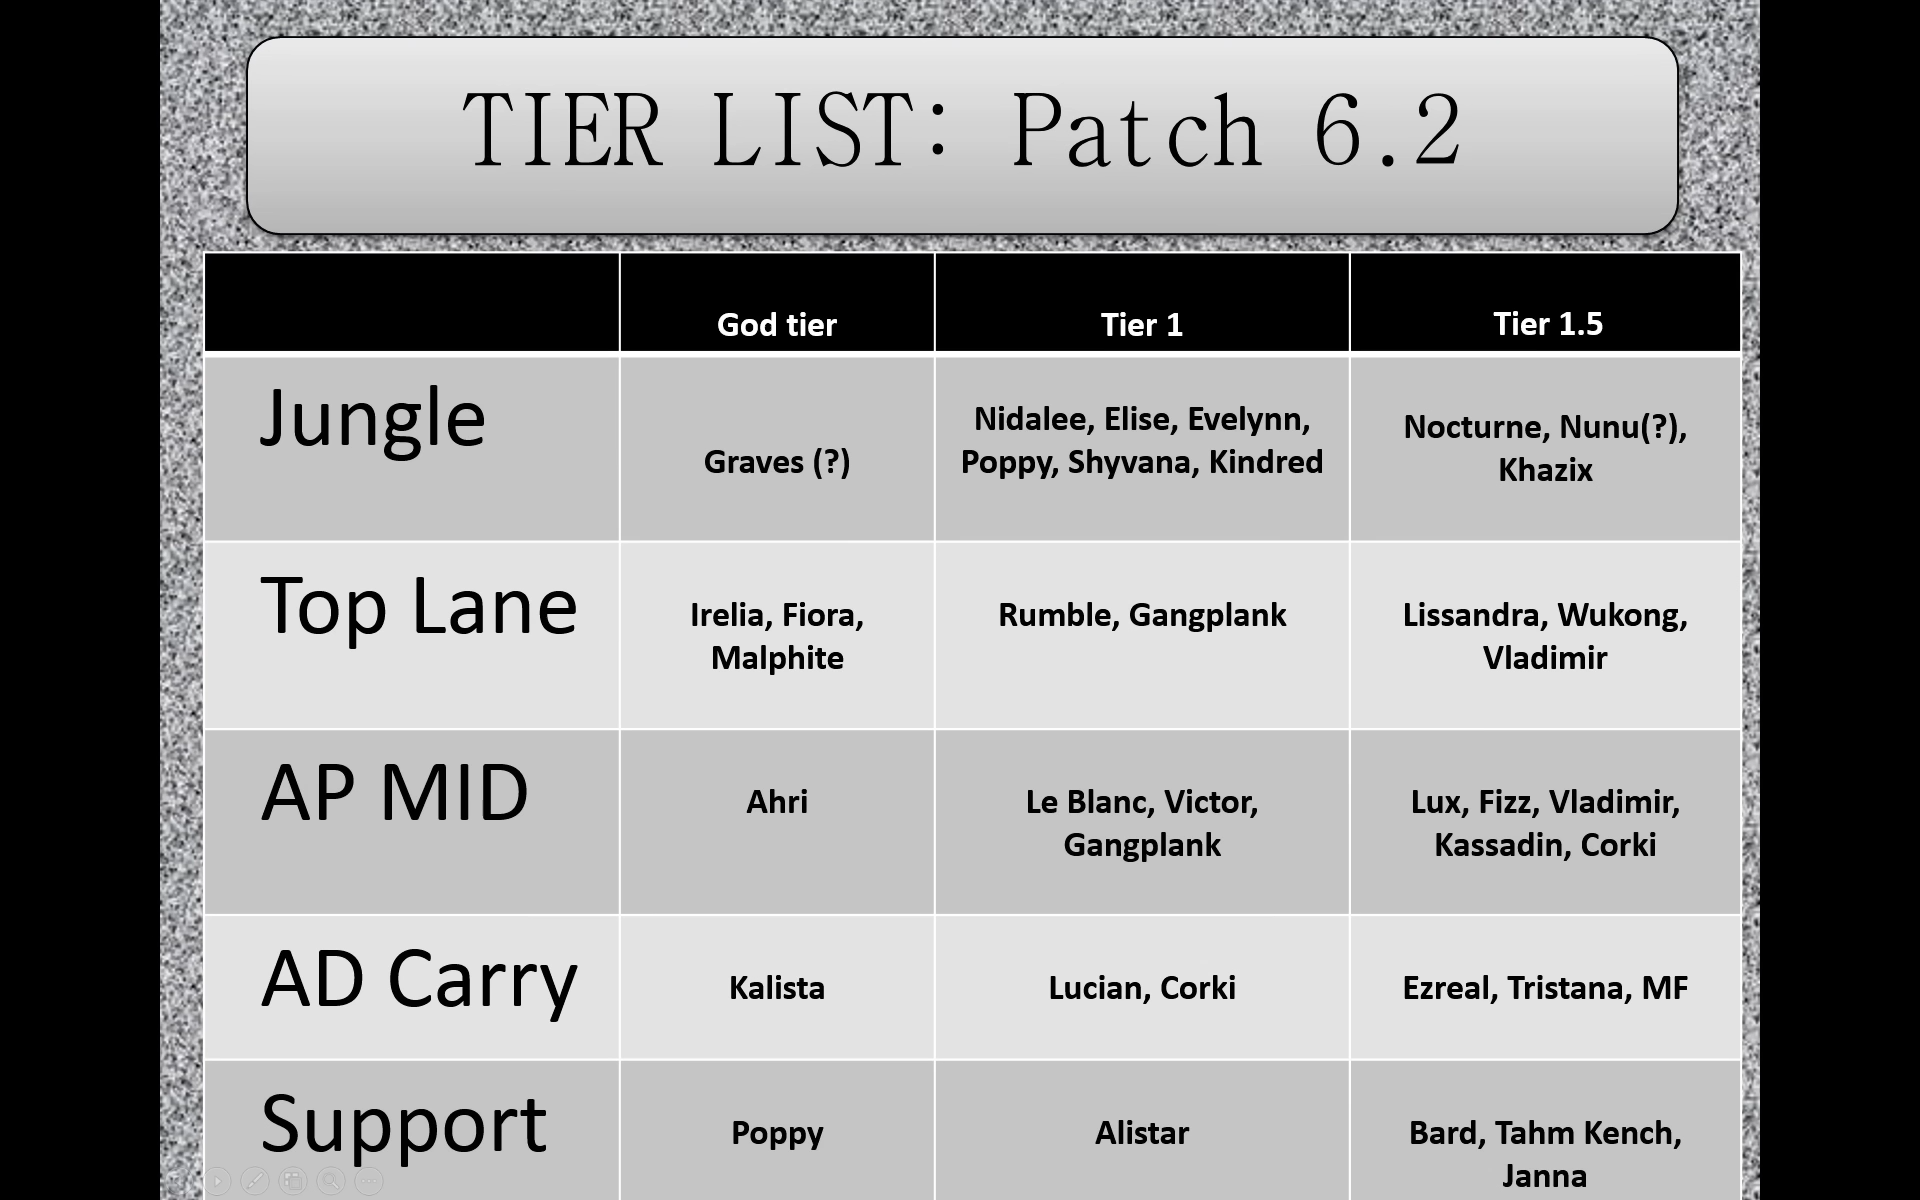 TIER LIST: Patch 6.2
God tier
Tier 1
Tier 1.5
Jungle
Graves (?)
Nidalee, Elise, Evelynn,
Poppy, Shyvana, Kindred
Nocturne, Nunu(?),
Khazix
Top Lane
Irelia, Fiora,
Malphite
Rumble, Gangplank
Lissandra, Wukong,
Vladimir
AP MID
Ahri
Le Blanc, Victor,
Gangplank
Lux, Fizz, Vladimir,
Kassadin, Corki
AD Carry
Kalista
Lucian, Corki
Ezreal, Tristana, MF
Support
Poppy
Alistar
Bard, Tahm Kench,
Janna